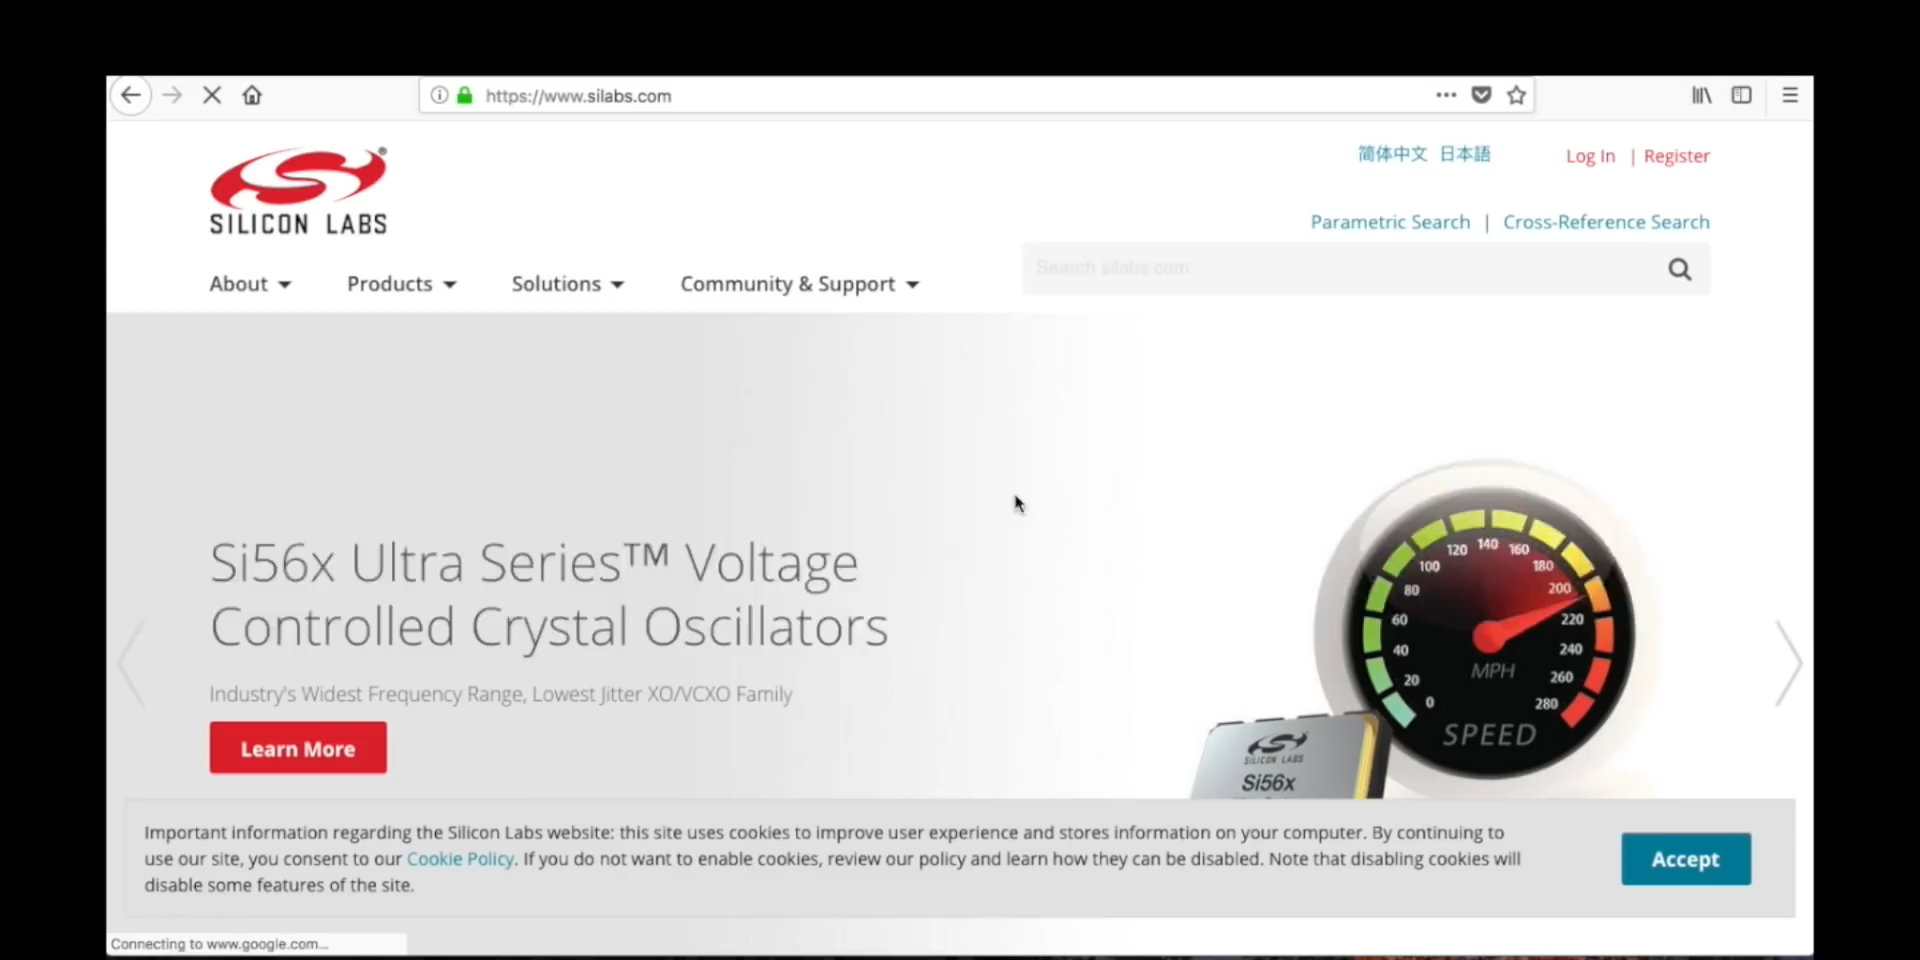 https://www.silabs.com
简体中文 日本語
Log In | Register
SILICON LABS
Parametric Search | Cross-Reference Search
About
Products
Solutions
Community & Support
Search silabs.com
Si56x Ultra Series™ Voltage
Controlled Crystal Oscillators
Industry's Widest Frequency Range, Lowest Jitter XO/VCXO Family
Learn More
0 20 40 60 80 100 120 140 160 180 200 220 240 260 280
MPH
SPEED
SILICON LABS
Si56x
Important information regarding the Silicon Labs website: this site uses cookies to improve user experience and stores information on your computer. By continuing to
use our site, you consent to our Cookie Policy. If you do not want to enable cookies, review our policy and learn how they can be disabled. Note that disabling cookies will
disable some features of the site.
Accept
Connecting to www.google.com...